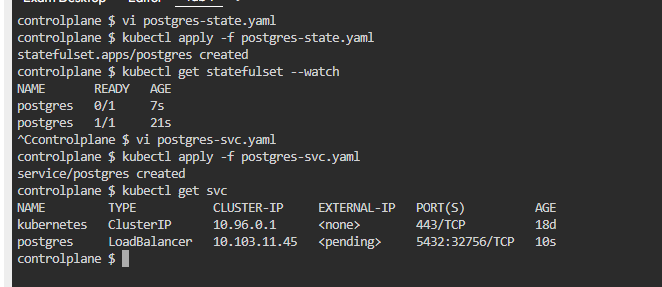 Exam Desktop Editor
controlplane $ vi postgres-state.yaml
controlplane $ kubectl apply -f postgres-state.yaml
statefulset.apps/postgres created
controlplane $ kubectl get statefulset --watch
NAME READY AGE
postgres 0/1 7s
postgres 1/1 21s
^Ccontrolplane $ vi postgres-svc.yaml
controlplane $ kubectl apply -f postgres-svc.yaml
service/postgres created
controlplane $ kubectl get svc
NAME TYPE CLUSTER-IP EXTERNAL-IP PORT(S) AGE
kubernetes ClusterIP 10.96.0.1 <none> 443/TCP 18d
postgres LoadBalancer 10.103.11.45 <pending> 5432:32756/TCP 10s
controlplane $